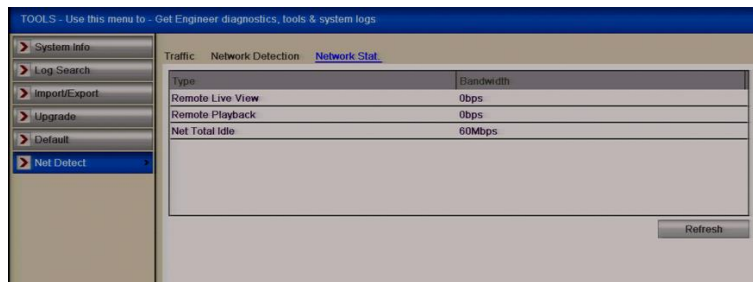 TOOLS - Use this menu to - Get Engineer diagnostics, tools & system logs
System Info
Log Search
Import/Export
Upgrade
Default
Net Detect
Traffic Network Detection Network Stat.
Type Bandwidth
Remote Live View 0bps
Remote Playback 0bps
Net Total Idle 60Mbps
Refresh